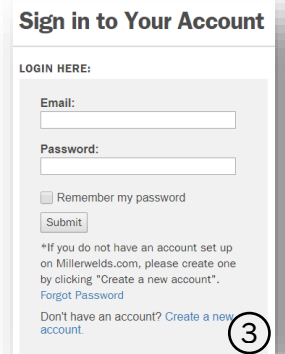 Sign in to Your Account
LOGIN HERE:
Email:
Password:
Remember my password
Submit
*If you do not have an account set up
on Millerwelds.com, please create one
by clicking "Create a new account".
Forgot Password
Don't have an account? Create a new
account.
3